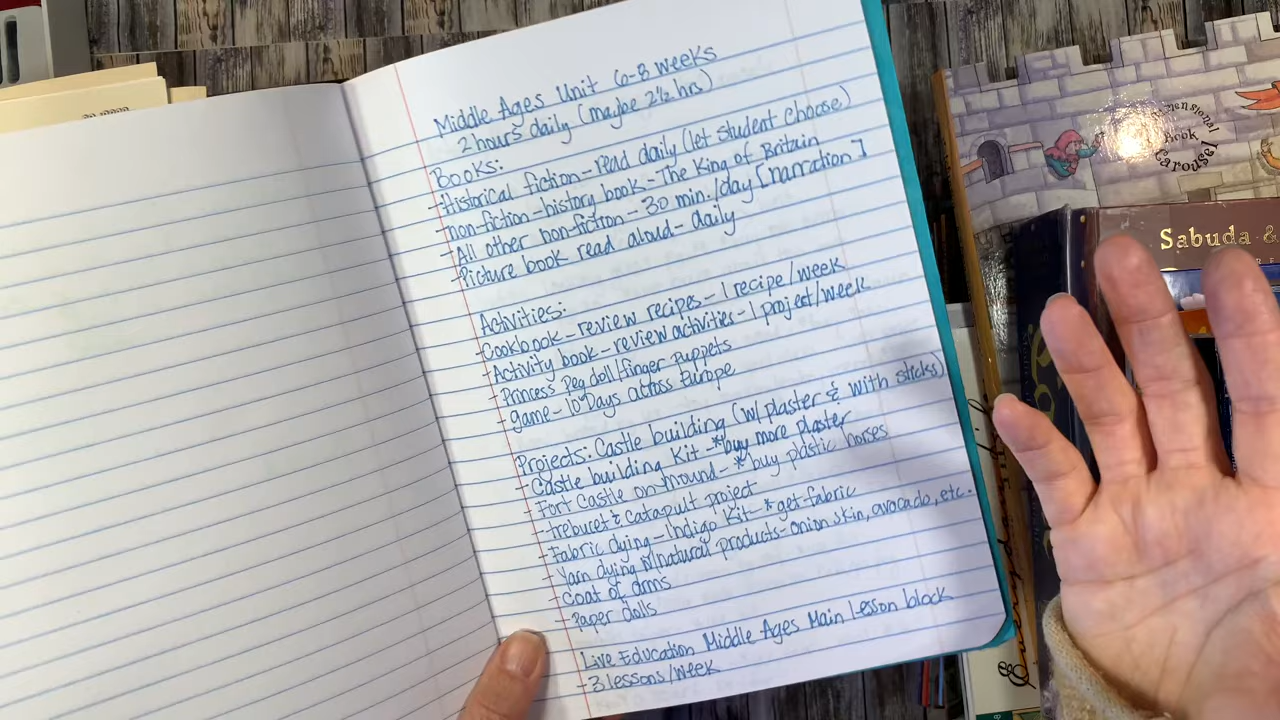 Middle Ages Unit 6-8 weeks
2 hours daily (maybe 2 1/2 hrs)
Books:
-Historical fiction-read daily (let student choose)
-non-fiction-history book-The King of Britain
-All other non-fiction- 30 min./day [narration]
-Picture book read aloud-daily
Activities:
-Cookbook-review recipes-1 recipe/week
-Activity book-review activities-1 project/week
-Princess Peg doll/finger Puppets
-game-10 Days across Europe
Projects: Castle building (w/ plaster & with sticks)
-Castle building kit-*buy more plaster
-Fort Castle on mound-*buy plastic horses
-trebucet & catapult project
-Fabric dying-Indigo Kit-*get fabric
-Yarn dying w/natural products-onion skin, avocado, etc.
-Coat of arms
-Paper dolls
Live Education Middle Ages Main Lesson block
-3 lessons/week
Dimensional
Book
Carousel
Sabuda &